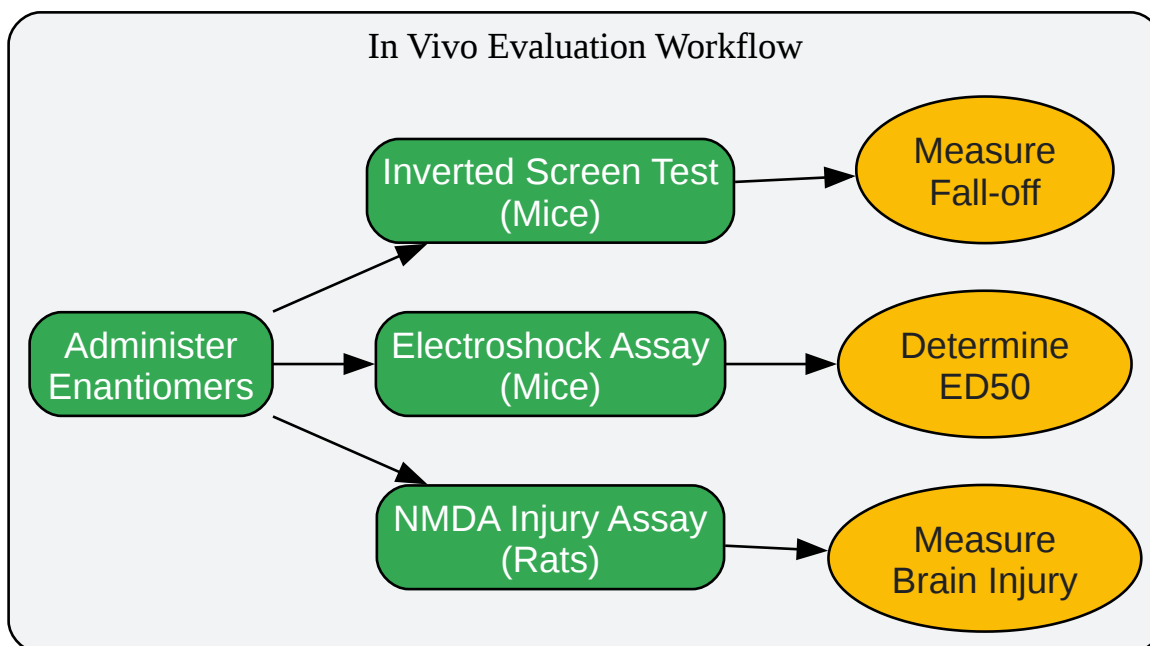 In Vivo Evaluation Workflow
Administer
Enantiomers
Inverted Screen Test
(Mice)
Measure
Fall-off
Electroshock Assay
(Mice)
Determine
ED50
NMDA Injury Assay
(Rats)
Measure
Brain Injury